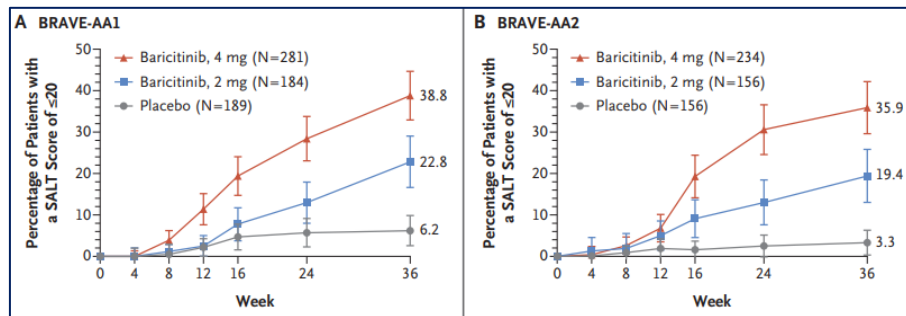 A BRAVE-AA1
Percentage of Patients with
a SALT Score of ≤20
50
40
30
20
10
0
Baricitinib, 4 mg (N=281)
Baricitinib, 2 mg (N=184)
Placebo (N=189)
38.8
22.8
6.2
0 4 8 12 16 24 36
Week
B BRAVE-AA2
Percentage of Patients with
a SALT Score of ≤20
50
40
30
20
10
0
Baricitinib, 4 mg (N=234)
Baricitinib, 2 mg (N=156)
Placebo (N=156)
35.9
19.4
3.3
0 4 8 12 16 24 36
Week